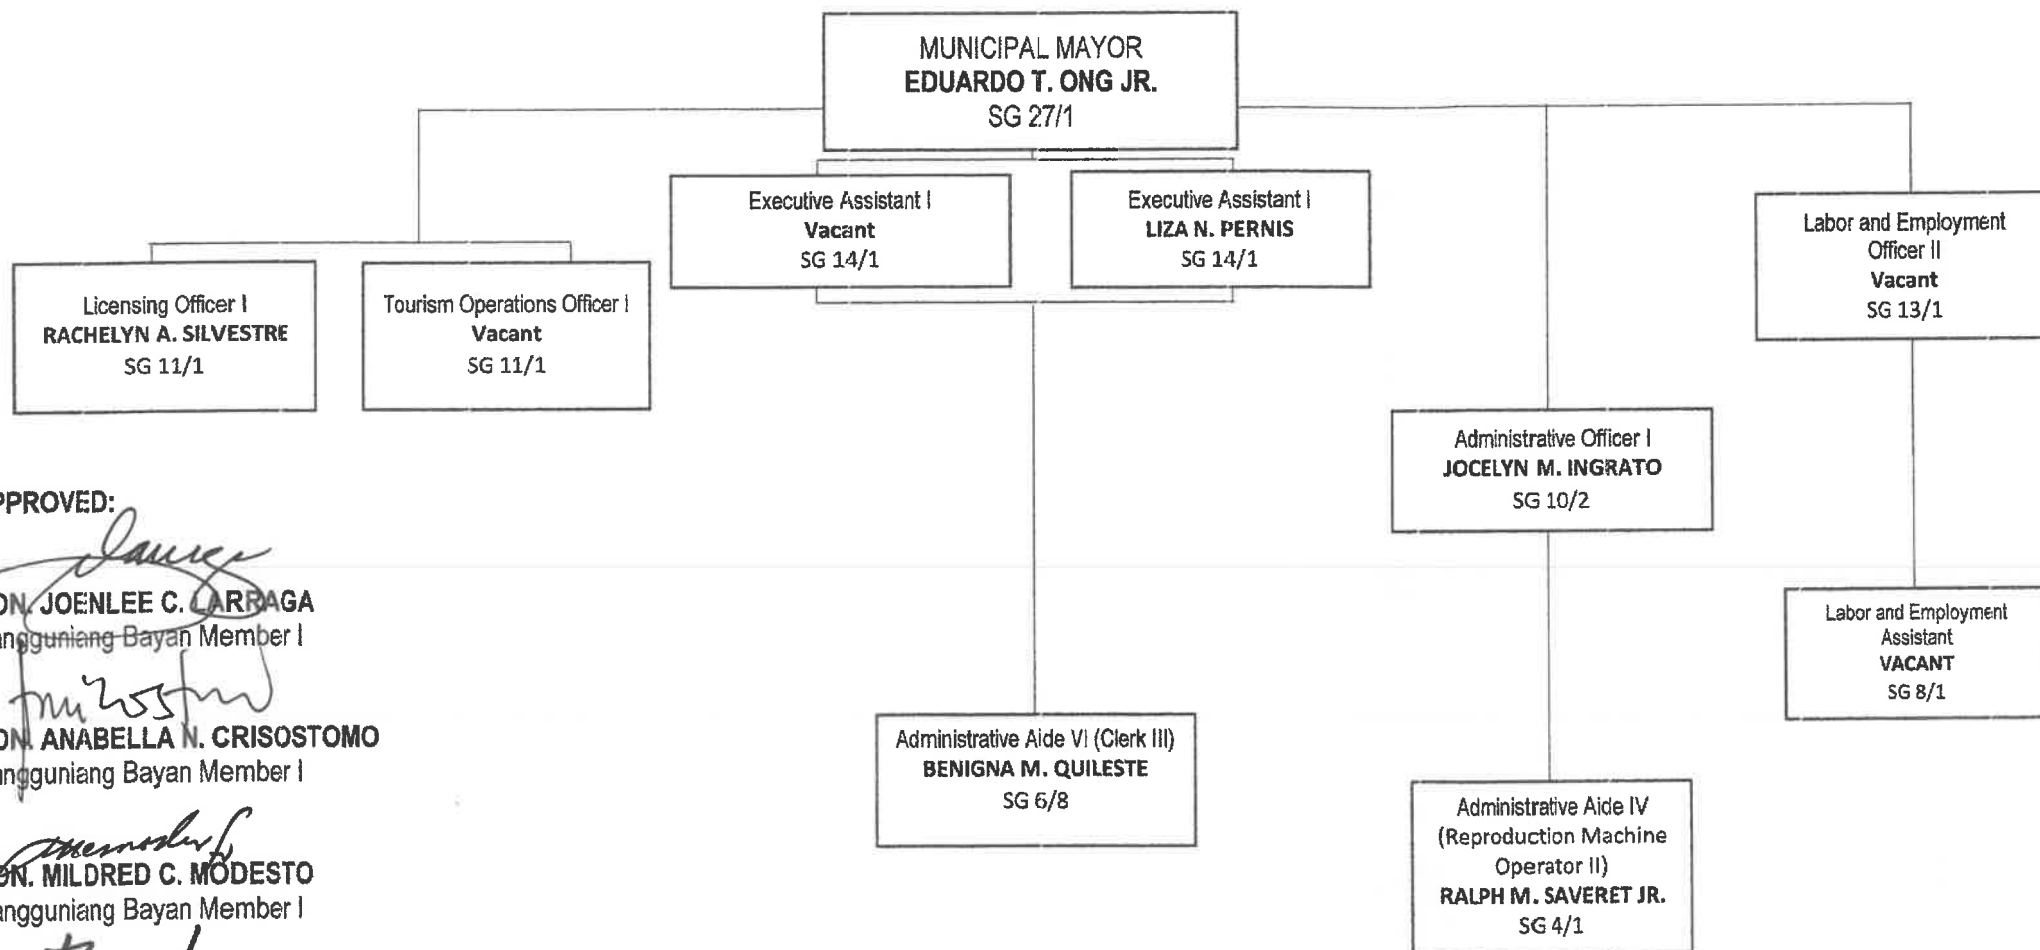 MUNICIPAL MAYOR
EDUARDO T. ONG JR.
SG 27/1
Executive Assistant I
Vacant
SG 14/1
Executive Assistant I
LIZA N. PERNIS
SG 14/1
Labor and Employment
Officer II
Vacant
SG 13/1
Licensing Officer I
RACHELYN A. SILVESTRE
SG 11/1
Tourism Operations Officer I
Vacant
SG 11/1
Administrative Officer I
JOCELYN M. INGRATO
SG 10/2
PPROVED:
ON. JOENLEE C. LARRAGA
angguniang Bayan Member I
ON. ANABELLA N. CRISOSTOMO
angguniang Bayan Member I
ON. MILDRED C. MODESTO
angguniang Bayan Member I
Labor and Employment
Assistant
VACANT
SG 8/1
Administrative Aide VI (Clerk III)
BENIGNA M. QUILESTE
SG 6/8
Administrative Aide IV
(Reproduction Machine
Operator II)
RALPH M. SAVERET JR.
SG 4/1